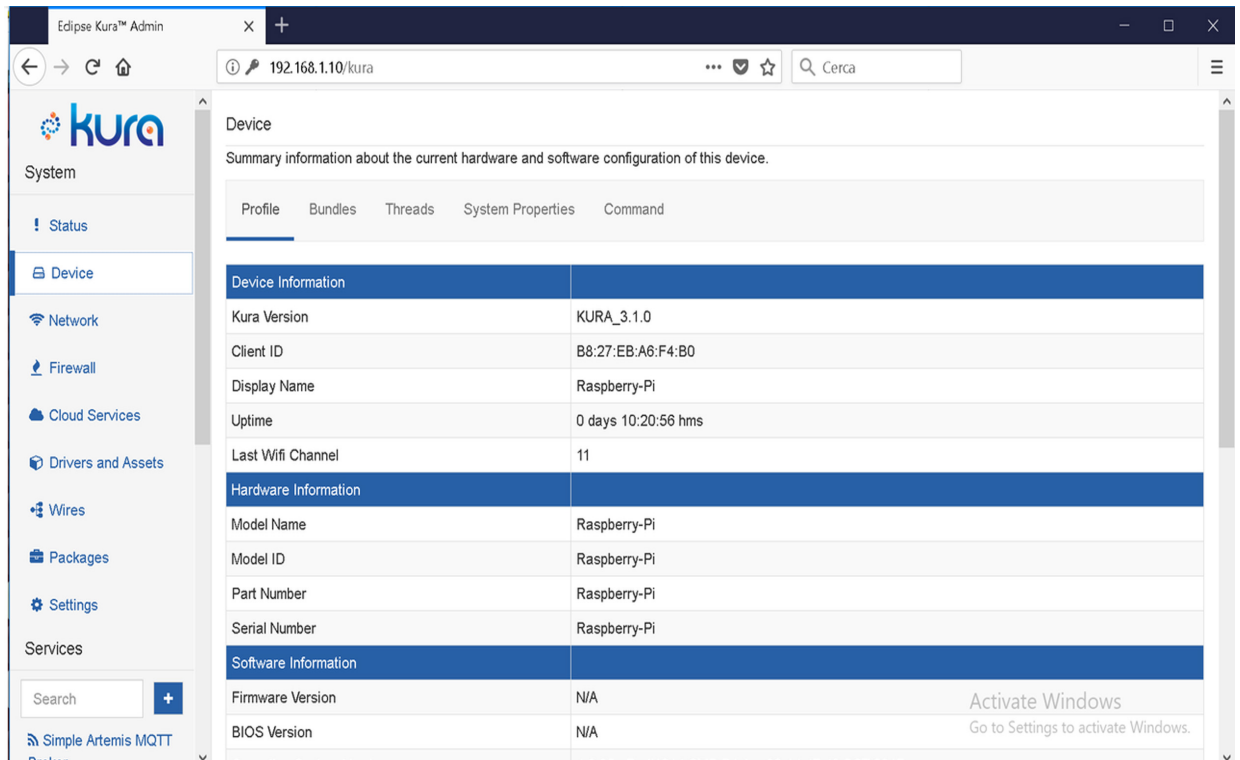 Edipse Kura™ Admin
192.168.1.10/kura
Cerca
kura
System
Status
Device
Network
Firewall
Cloud Services
Drivers and Assets
Wires
Packages
Settings
Services
Search
Simple Artemis MQTT
Device
Summary information about the current hardware and software configuration of this device.
Profile Bundles Threads System Properties Command
Device Information
Kura Version KURA_3.1.0
Client ID B8:27:EB:A6:F4:B0
Display Name Raspberry-Pi
Uptime 0 days 10:20:56 hms
Last Wifi Channel 11
Hardware Information
Model Name Raspberry-Pi
Model ID Raspberry-Pi
Part Number Raspberry-Pi
Serial Number Raspberry-Pi
Software Information
Firmware Version N/A
BIOS Version N/A
Activate Windows
Go to Settings to activate Windows.